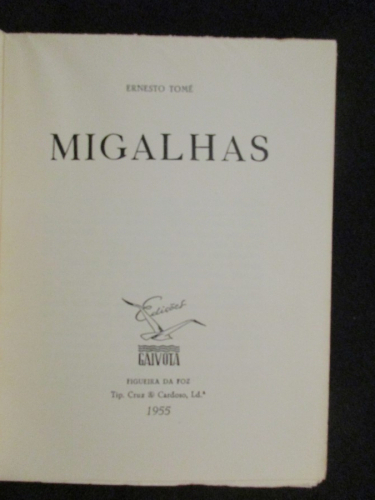 ERNESTO TOMÉ
MIGALHAS
Edições
GAIVOTA
FIGUEIRA DA FOZ
Tip. Cruz & Cardoso, Ld.ª
1955